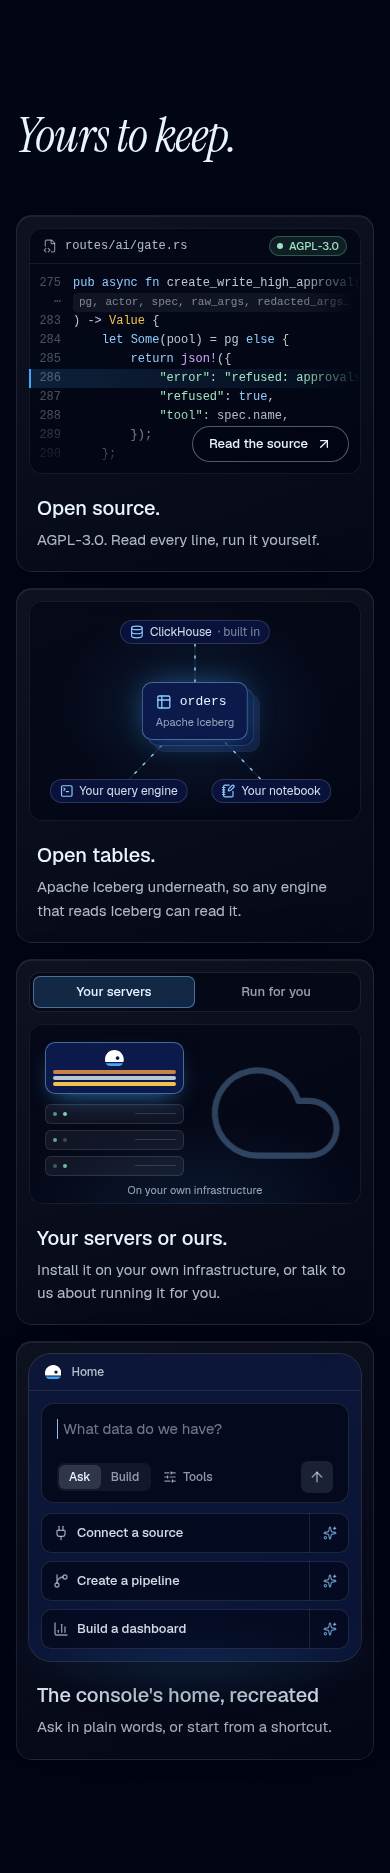 Yours to keep.
routes/ai/gate.rs
AGPL-3.0
275 pub async fn create_write_high_approval
… pg, actor, spec, raw_args, redacted_args…
283 ) -> Value {
284 let Some(pool) = pg else {
285 return json!({
286 "error": "refused: approval
287 "refused": true,
288 "tool": spec.name,
289 });
290 };
Read the source
Open source.
AGPL-3.0. Read every line, run it yourself.
ClickHouse · built in
orders
Apache Iceberg
Your query engine
Your notebook
Open tables.
Apache Iceberg underneath, so any engine
that reads Iceberg can read it.
Your servers
Run for you
On your own infrastructure
Your servers or ours.
Install it on your own infrastructure, or talk to
us about running it for you.
Home
What data do we have?
Ask Build Tools
Connect a source
Create a pipeline
Build a dashboard
The console's home, recreated
Ask in plain words, or start from a shortcut.